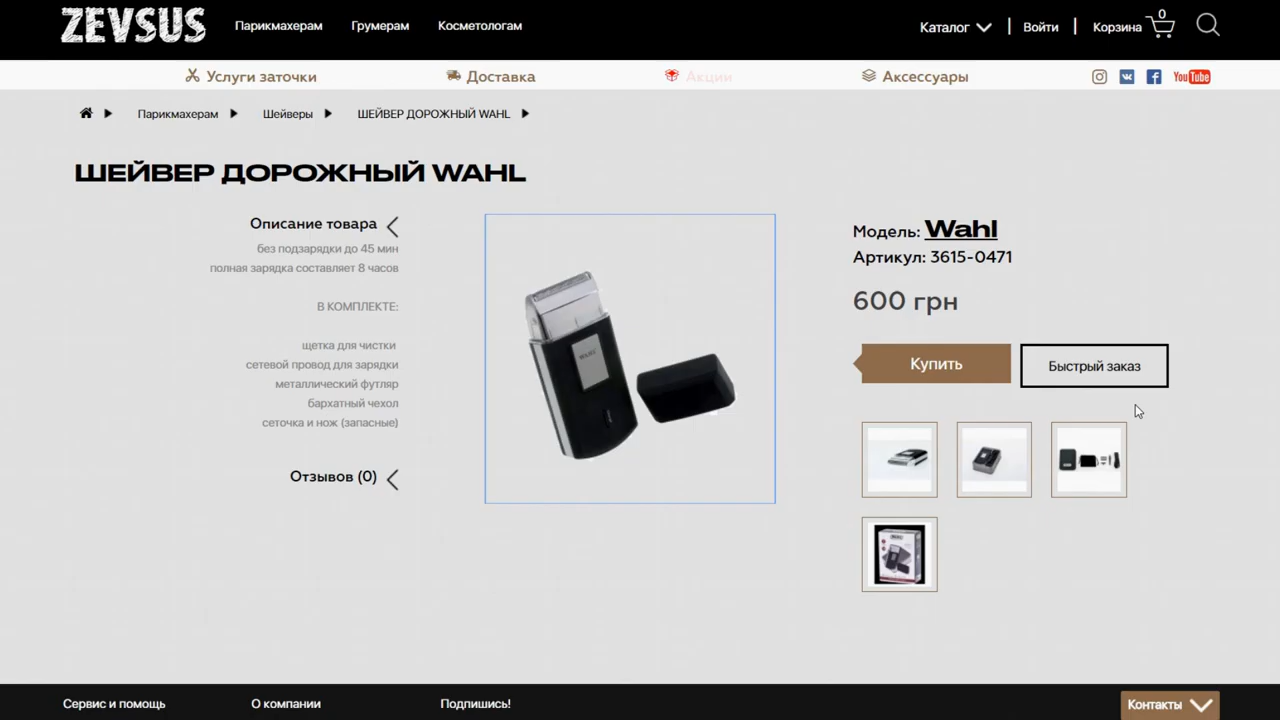 ZEVSUS
Парикмахерам Грумерам Косметологам
Каталог | Войти | Корзина 0
Услуги заточки Доставка Акции Аксессуары You Tube
Парикмахерам Шейверы ШЕЙВЕР ДОРОЖНЫЙ WAHL
ШЕЙВЕР ДОРОЖНЫЙ WAHL
Описание товара
без подзарядки до 45 мин
полная зарядка составляет 8 часов
В КОМПЛЕКТЕ:
щетка для чистки
сетевой провод для зарядки
металлический футляр
бархатный чехол
сеточка и нож (запасные)
Отзывов (0)
WAHL
Модель: Wahl
Артикул: 3615-0471
600 грн
Купить Быстрый заказ
Сервис и помощь О компании Подпишись! Контакты